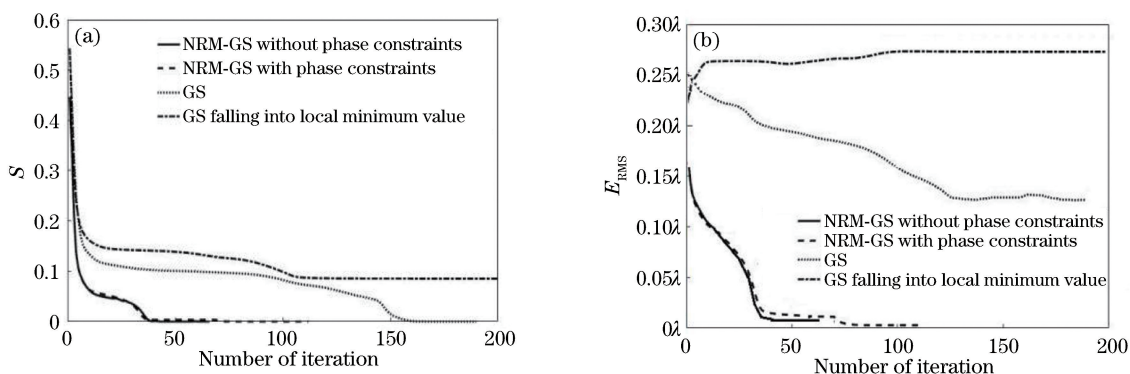 0.6
0.5
0.4
0.3
0.2
0.1
0
S
(a)
NRM-GS without phase constraints
NRM-GS with phase constraints
GS
GS falling into local minimum value
0
50
100
150
200
Number of iteration
0.30λ
0.25λ
0.20λ
0.15λ
0.10λ
0.05λ
0λ
E_RMS
(b)
NRM-GS without phase constraints
NRM-GS with phase constraints
GS
GS falling into local minimum value
0
50
100
150
200
Number of iteration